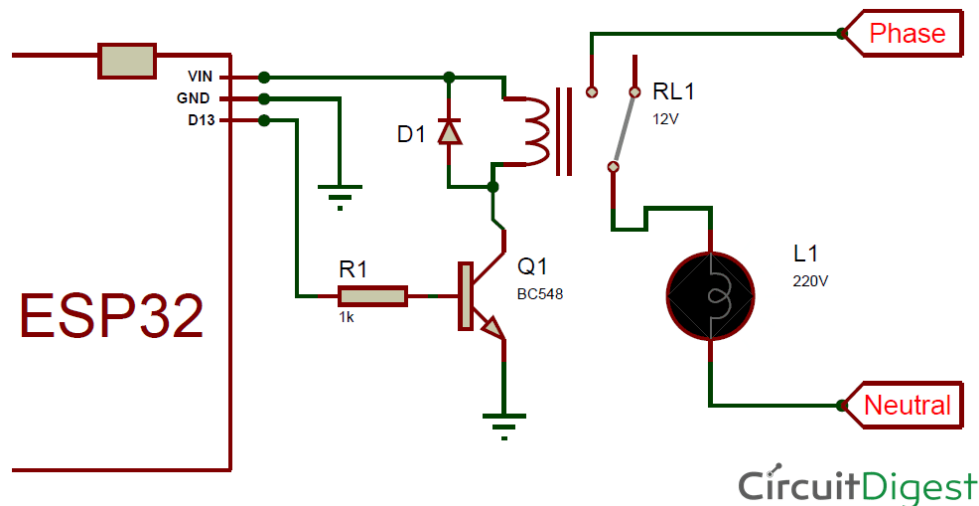 Phase
VIN
GND
D13
RL1
12V
D1
ESP32
R1
1k
Q1
BC548
L1
220V
Neutral
CircuitDigest